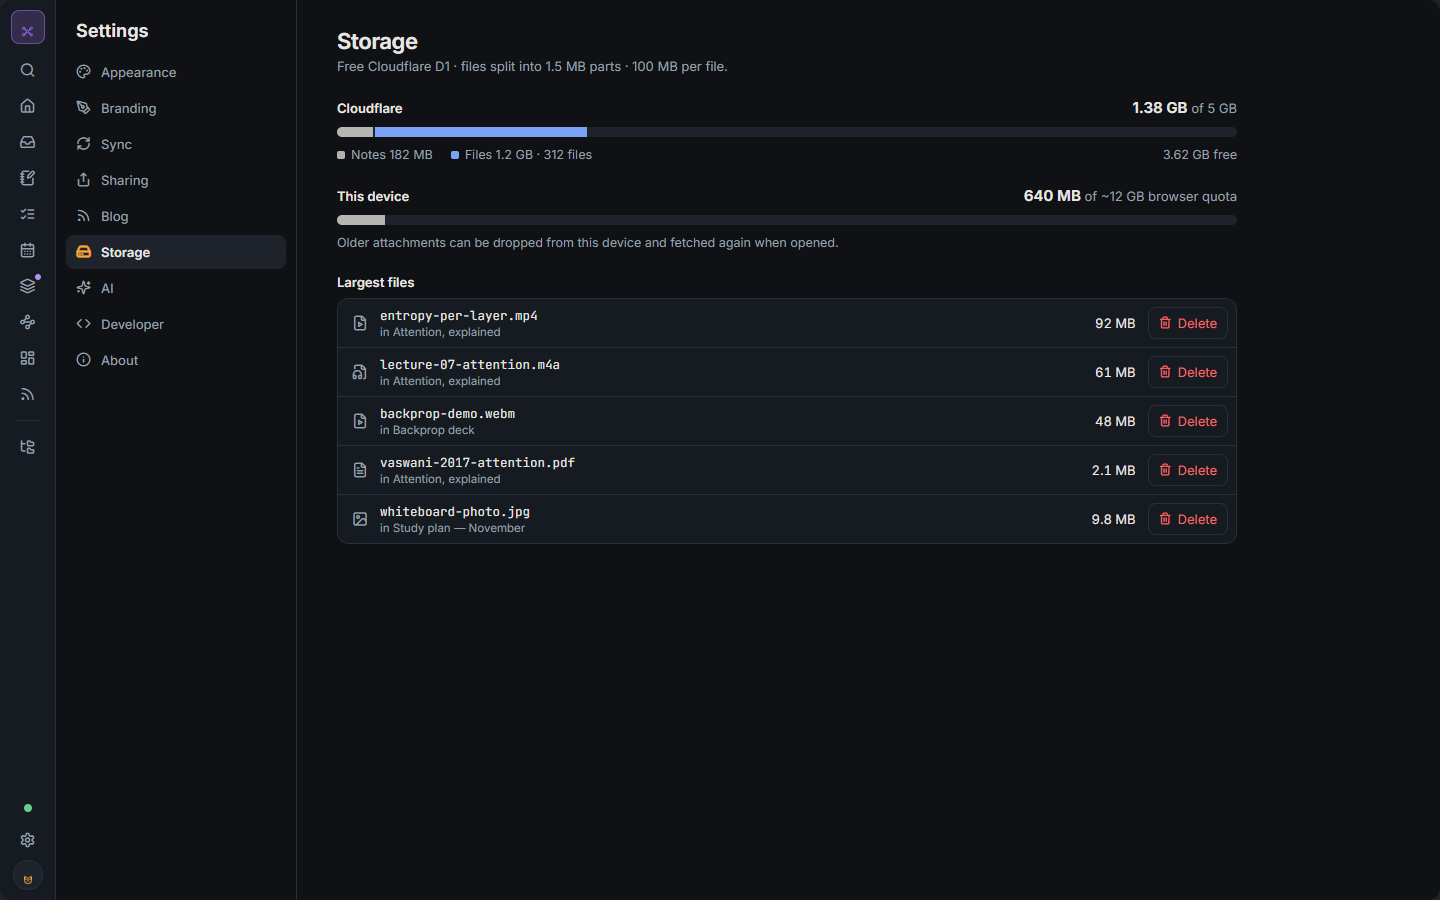 Settings
Appearance
Branding
Sync
Sharing
Blog
Storage
AI
Developer
About
Storage
Free Cloudflare D1 · files split into 1.5 MB parts · 100 MB per file.
Cloudflare
1.38 GB of 5 GB
Notes 182 MB
Files 1.2 GB · 312 files
3.62 GB free
This device
640 MB of ~12 GB browser quota
Older attachments can be dropped from this device and fetched again when opened.
Largest files
entropy-per-layer.mp4
in Attention, explained
92 MB
Delete
lecture-07-attention.m4a
in Attention, explained
61 MB
Delete
backprop-demo.webm
in Backprop deck
48 MB
Delete
vaswani-2017-attention.pdf
in Attention, explained
2.1 MB
Delete
whiteboard-photo.jpg
in Study plan — November
9.8 MB
Delete